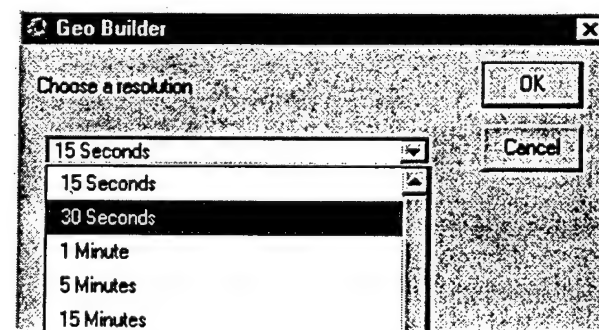 Geo Builder
Choose a resolution
OK
15 Seconds
Cancel
15 Seconds
30 Seconds
1 Minute
5 Minutes
15 Minutes